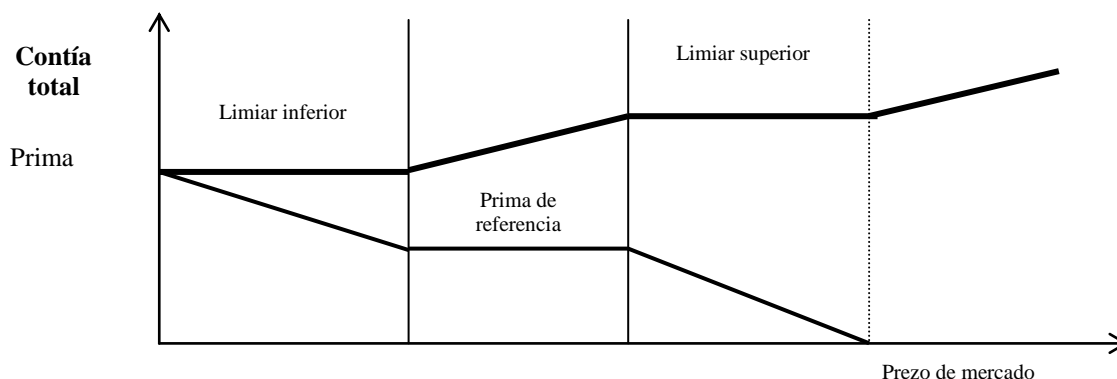 Contía
total
Limiar superior
Limiar inferior
Prima
Prima de
referencia
Prezo de mercado